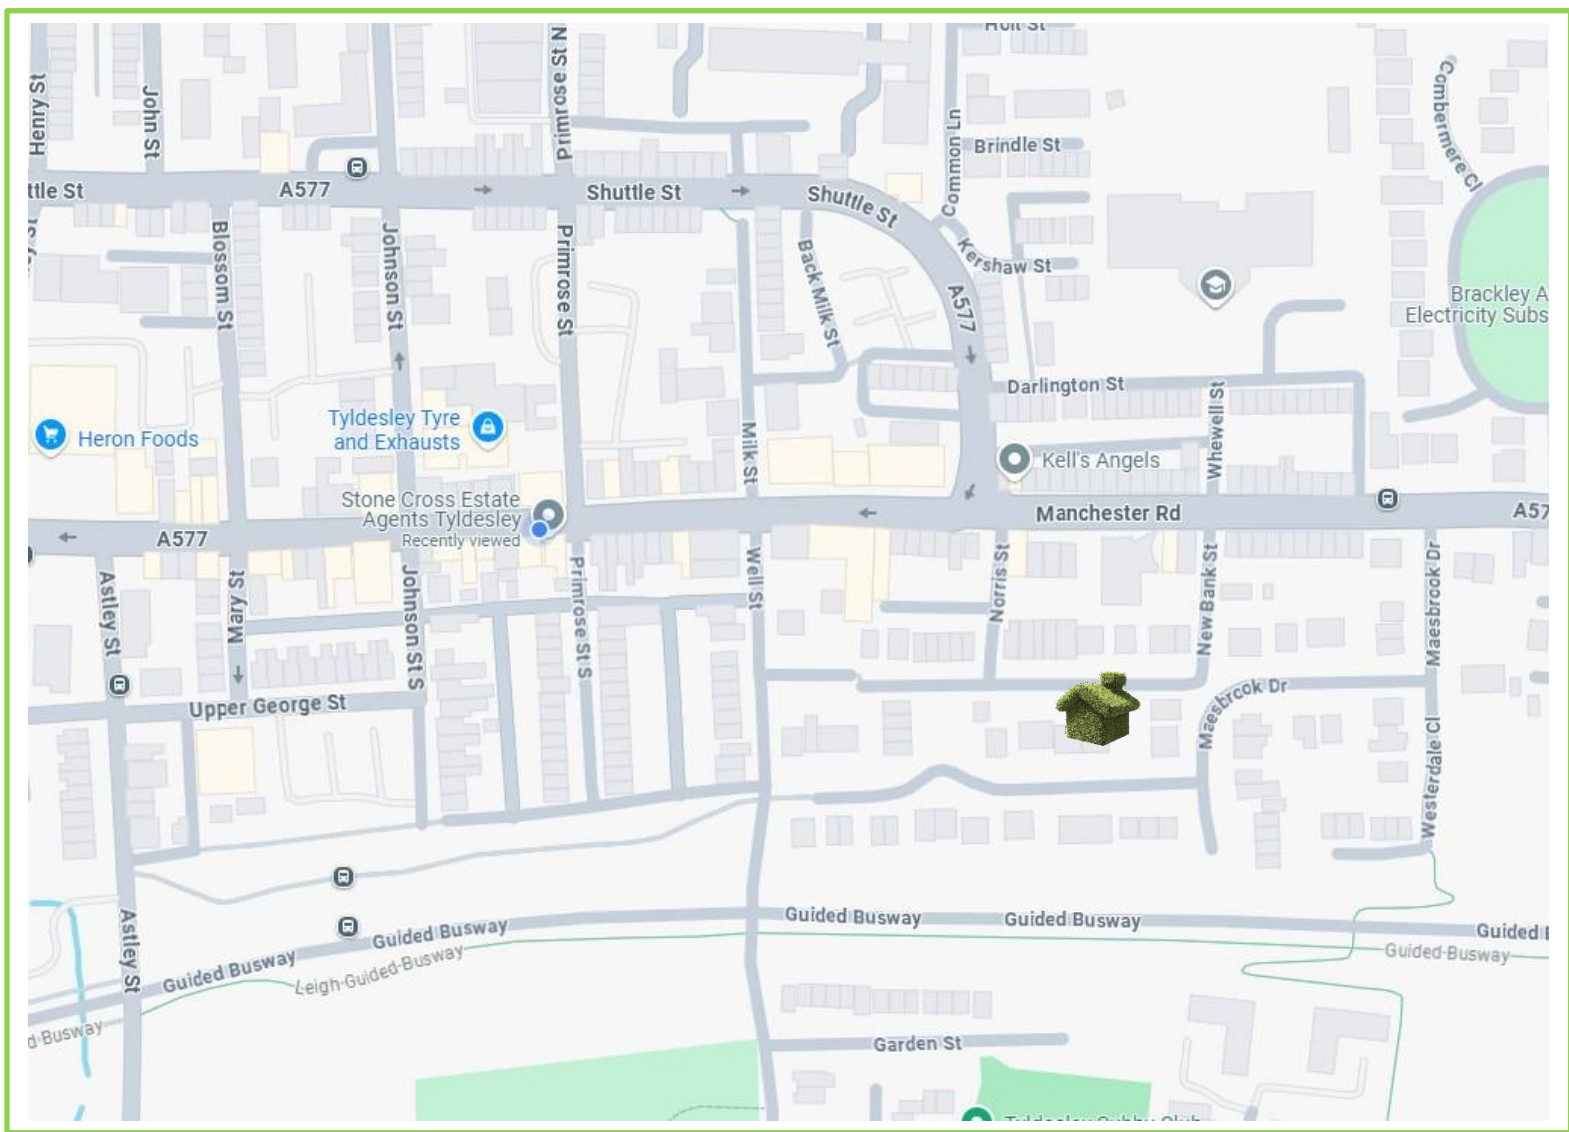 Holt St
Henry St
John St
Primrose St N
Common Ln
Combermere Cl
Brindle St
ttle St
A577
Shuttle St
Shuttle St
Blossom St
Johnson St
Primrose St
Back Milk St
Kershaw St
A577
Brackley A
Electricity Subs
Darlington St
Whewell St
Heron Foods
Tyldesley Tyre
and Exhausts
Milk St
Kell's Angels
Stone Cross Estate
Agents Tyldesley
Recently viewed
A577
Manchester Rd
A57
Astley St
Mary St
Johnson St S
Primrose St S
Well St
Norris St
New Bank St
Maesbrook Dr
Upper George St
Maesbrook Dr
Westerdale Cl
Astley St
Guided Busway
Guided Busway
Guided Busway
Guided Busway
Guided B
Leigh-Guided-Busway
Guided-Busway
d-Busway
Garden St
Tyldesley Rugby Club